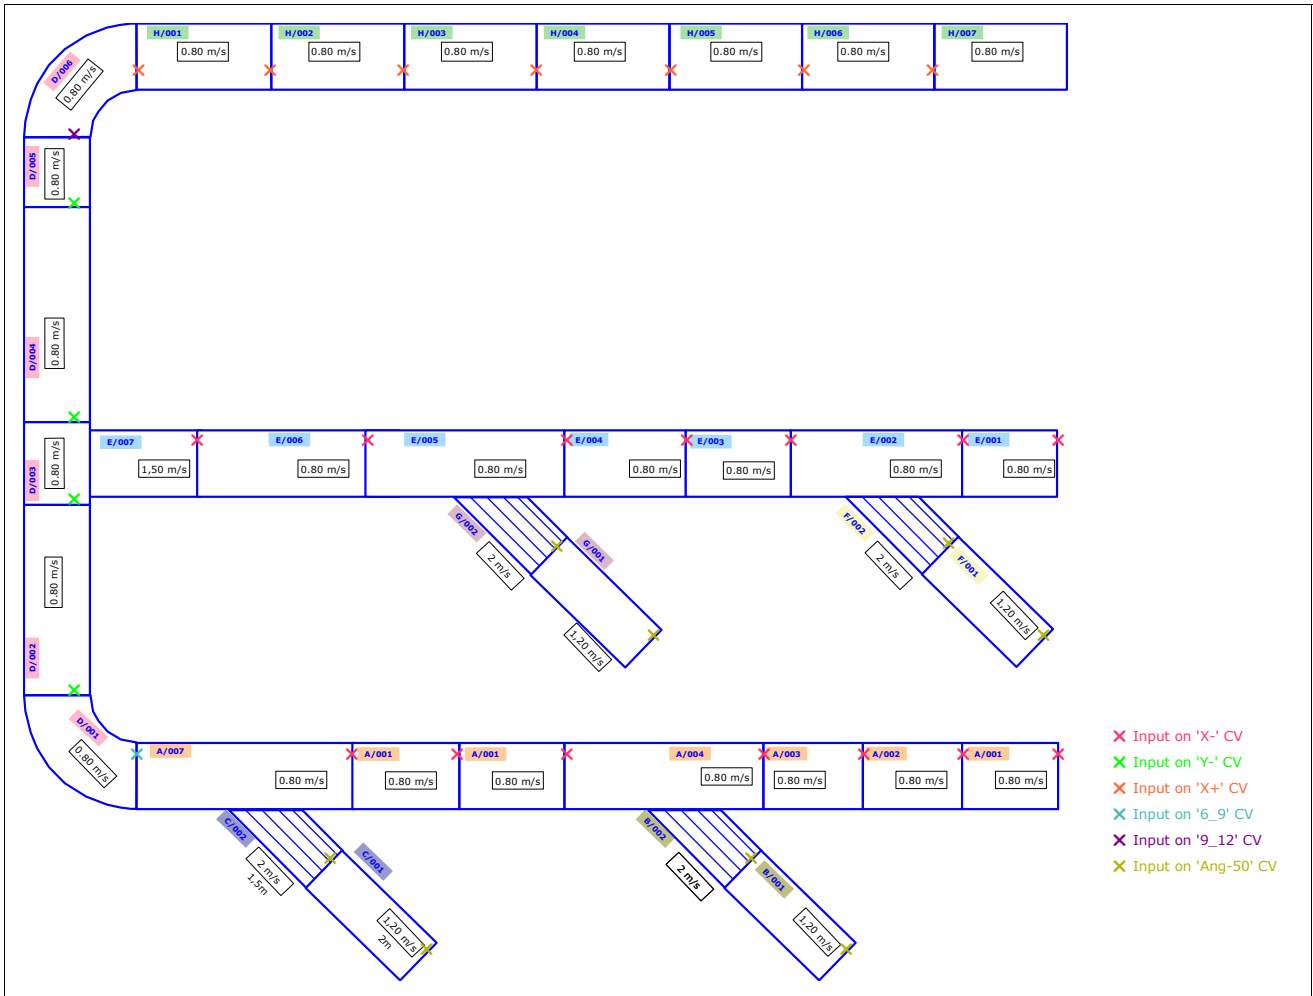 H/001
H/002
H/003
H/004
H/005
H/006
H/007
0.80 m/s
0.80 m/s
0.80 m/s
0.80 m/s
0.80 m/s
0.80 m/s
0.80 m/s
D/006
0.80 m/s
D/005
0.80 m/s
D/004
0.80 m/s
D/003
0.80 m/s
E/007
E/006
E/005
E/004
E/003
E/002
E/001
1,50 m/s
0.80 m/s
0.80 m/s
0.80 m/s
0.80 m/s
0.80 m/s
0.80 m/s
G/002
2 m/s
G/001
1,20 m/s
F/002
2 m/s
F/001
1,20 m/s
D/002
0.80 m/s
D/001
0.80 m/s
A/007
A/001
A/001
A/004
A/003
A/002
A/001
0.80 m/s
0.80 m/s
0.80 m/s
0.80 m/s
0.80 m/s
0.80 m/s
0.80 m/s
C/002
2 m/s
1,5m
C/001
1,20 m/s
2m
B/002
2 m/s
B/001
1,20 m/s
Input on 'X-' CV
Input on 'Y-' CV
Input on 'X+' CV
Input on '6_9' CV
Input on '9_12' CV
Input on 'Ang-50' CV